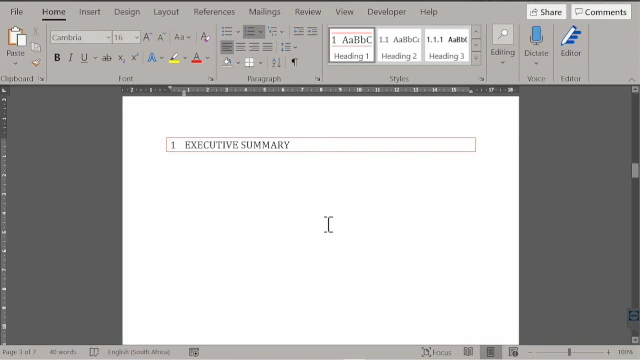 File Home Insert Design Layout References Mailings Review View Developer Help Share Comments
Paste
Cambria 16
B I U ab
Clipboard Font Paragraph Styles Voice Editor
1 AaBbC 1.1 AaBbCc 1.1.1 AaBbC
Heading 1 Heading 2 Heading 3
Editing Dictate Editor
1 EXECUTIVE SUMMARY
Page 3 of 7 40 words English (South Africa) Focus 100%